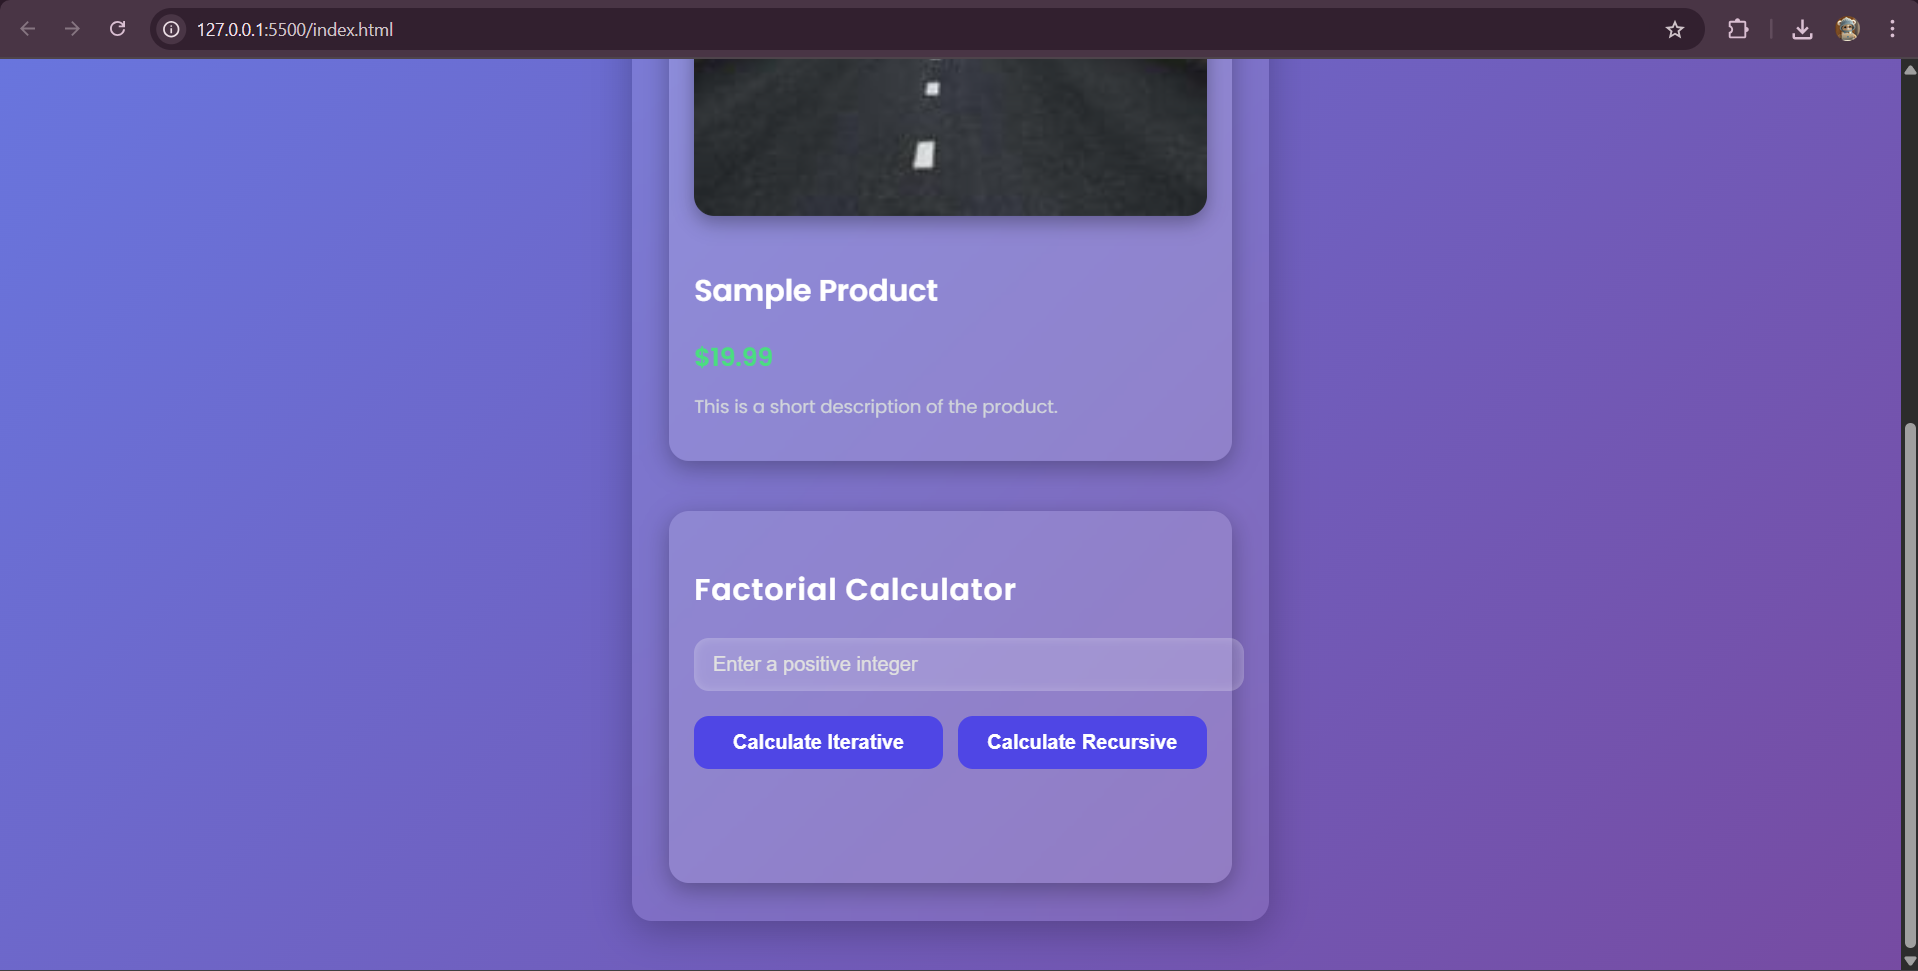 127.0.0.1:5500/index.html
Sample Product
$19.99
This is a short description of the product.
Factorial Calculator
Enter a positive integer
Calculate Iterative
Calculate Recursive